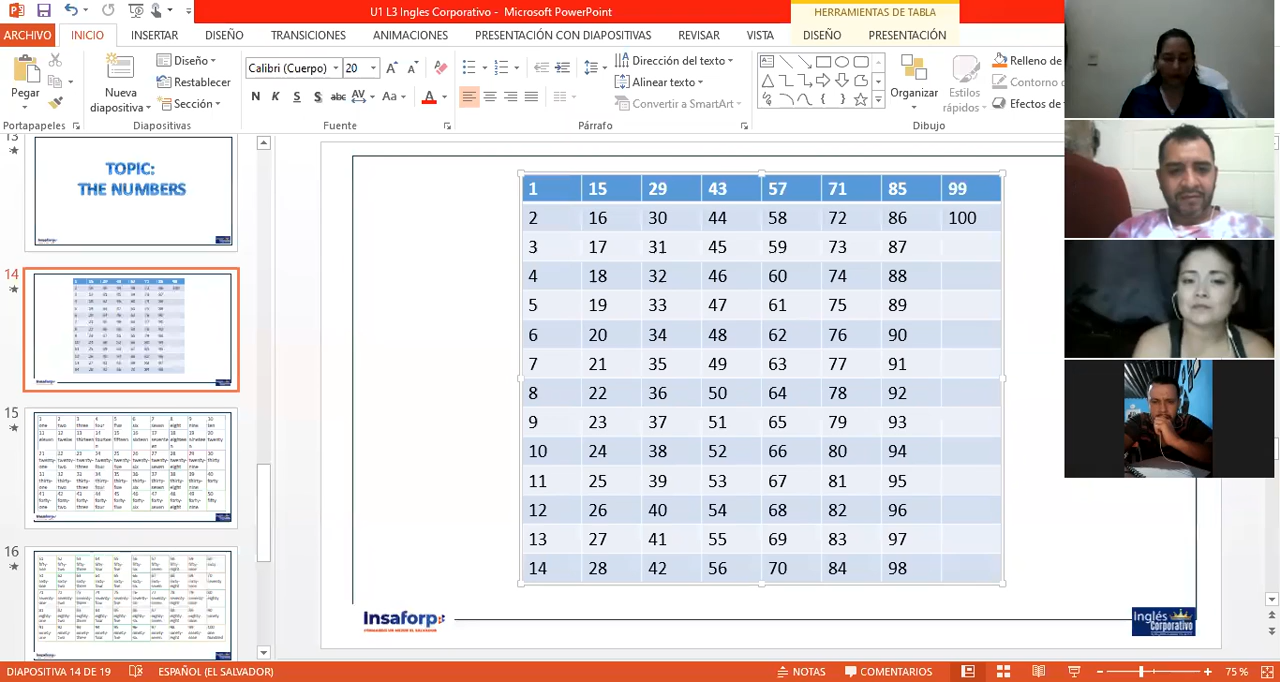 U1 L3 Ingles Corporativo - Microsoft PowerPoint
HERRAMIENTAS DE TABLA
ARCHIVO INICIO INSERTAR DISEÑO TRANSICIONES ANIMACIONES PRESENTACIÓN CON DIAPOSITIVAS REVISAR VISTA DISEÑO PRESENTACIÓN
Pegar
Nueva diapositiva
Diseño
Restablecer
Sección
Calibri (Cuerpo) 20
N K S S abc AV Aa A
Dirección del texto
Alinear texto
Convertir a SmartArt
Organizar
Estilos rápidos
Relleno de
Contorno
Efectos de
Portapapeles Diapositivas Fuente Párrafo Dibujo
13
TOPIC:
THE NUMBERS
14
15
16
1 15 29 43 57 71 85 99
2 16 30 44 58 72 86 100
3 17 31 45 59 73 87
4 18 32 46 60 74 88
5 19 33 47 61 75 89
6 20 34 48 62 76 90
7 21 35 49 63 77 91
8 22 36 50 64 78 92
9 23 37 51 65 79 93
10 24 38 52 66 80 94
11 25 39 53 67 81 95
12 26 40 54 68 82 96
13 27 41 55 69 83 97
14 28 42 56 70 84 98
Insaforp
Inglés
Corporativo
DIAPOSITIVA 14 DE 19 ESPAÑOL (EL SALVADOR) NOTAS COMENTARIOS 75 %